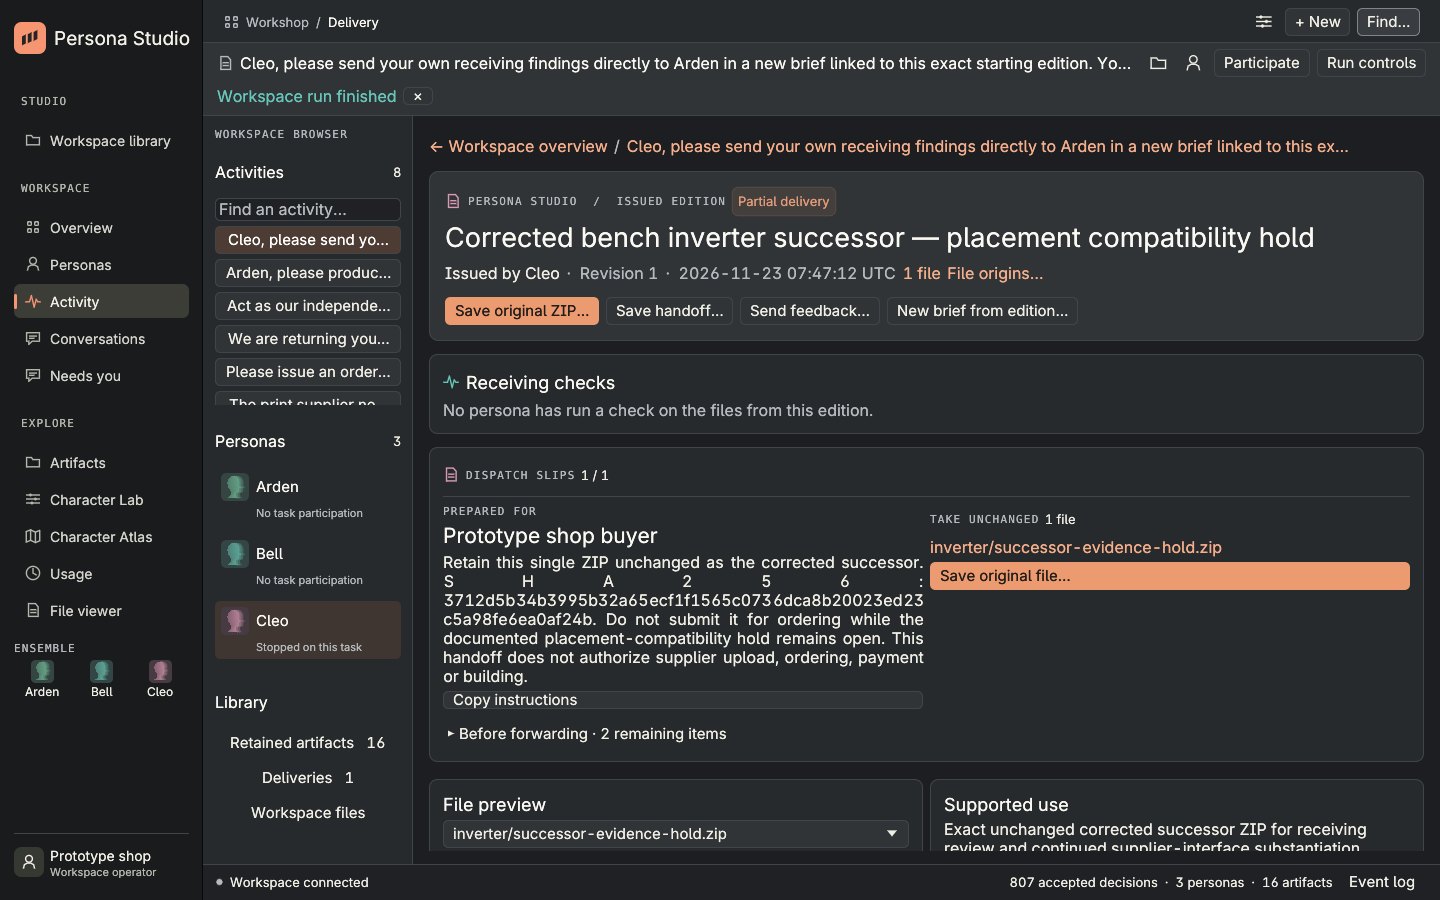 Persona Studio
STUDIO
Workspace library
WORKSPACE
Overview
Personas
Activity
Conversations
Needs you
EXPLORE
Artifacts
Character Lab
Character Atlas
Usage
File viewer
ENSEMBLE
Arden Bell Cleo
Prototype shop
Workspace operator
Workshop / Delivery
+ New Find...
Cleo, please send your own receiving findings directly to Arden in a new brief linked to this exact starting edition. Yo...
Participate Run controls
Workspace run finished ×
WORKSPACE BROWSER
Activities 8
Find an activity...
Cleo, please send yo...
Arden, please produc...
Act as our independe...
We are returning you...
Please issue an order...
The print supplier ne...
Personas 3
Arden
No task participation
Bell
No task participation
Cleo
Stopped on this task
Library
Retained artifacts 16
Deliveries 1
Workspace files
← Workspace overview / Cleo, please send your own receiving findings directly to Arden in a new brief linked to this ex...
PERSONA STUDIO / ISSUED EDITION Partial delivery
Corrected bench inverter successor — placement compatibility hold
Issued by Cleo · Revision 1 · 2026-11-23 07:47:12 UTC 1 file File origins...
Save original ZIP... Save handoff... Send feedback... New brief from edition...
Receiving checks
No persona has run a check on the files from this edition.
DISPATCH SLIPS 1 / 1
PREPARED FOR
Prototype shop buyer
Retain this single ZIP unchanged as the corrected successor.
S H A 2 5 6 :
3712d5b34b3995b32a65ecf1f1565c0736dca8b20023ed23
c5a98fe6ea0af24b. Do not submit it for ordering while the
documented placement-compatibility hold remains open. This
handoff does not authorize supplier upload, ordering, payment
or building.
Copy instructions
▸ Before forwarding · 2 remaining items
TAKE UNCHANGED 1 file
inverter/successor-evidence-hold.zip
Save original file...
File preview
inverter/successor-evidence-hold.zip
Supported use
Exact unchanged corrected successor ZIP for receiving
review and continued supplier-interface substantiation
Workspace connected
807 accepted decisions · 3 personas · 16 artifacts Event log